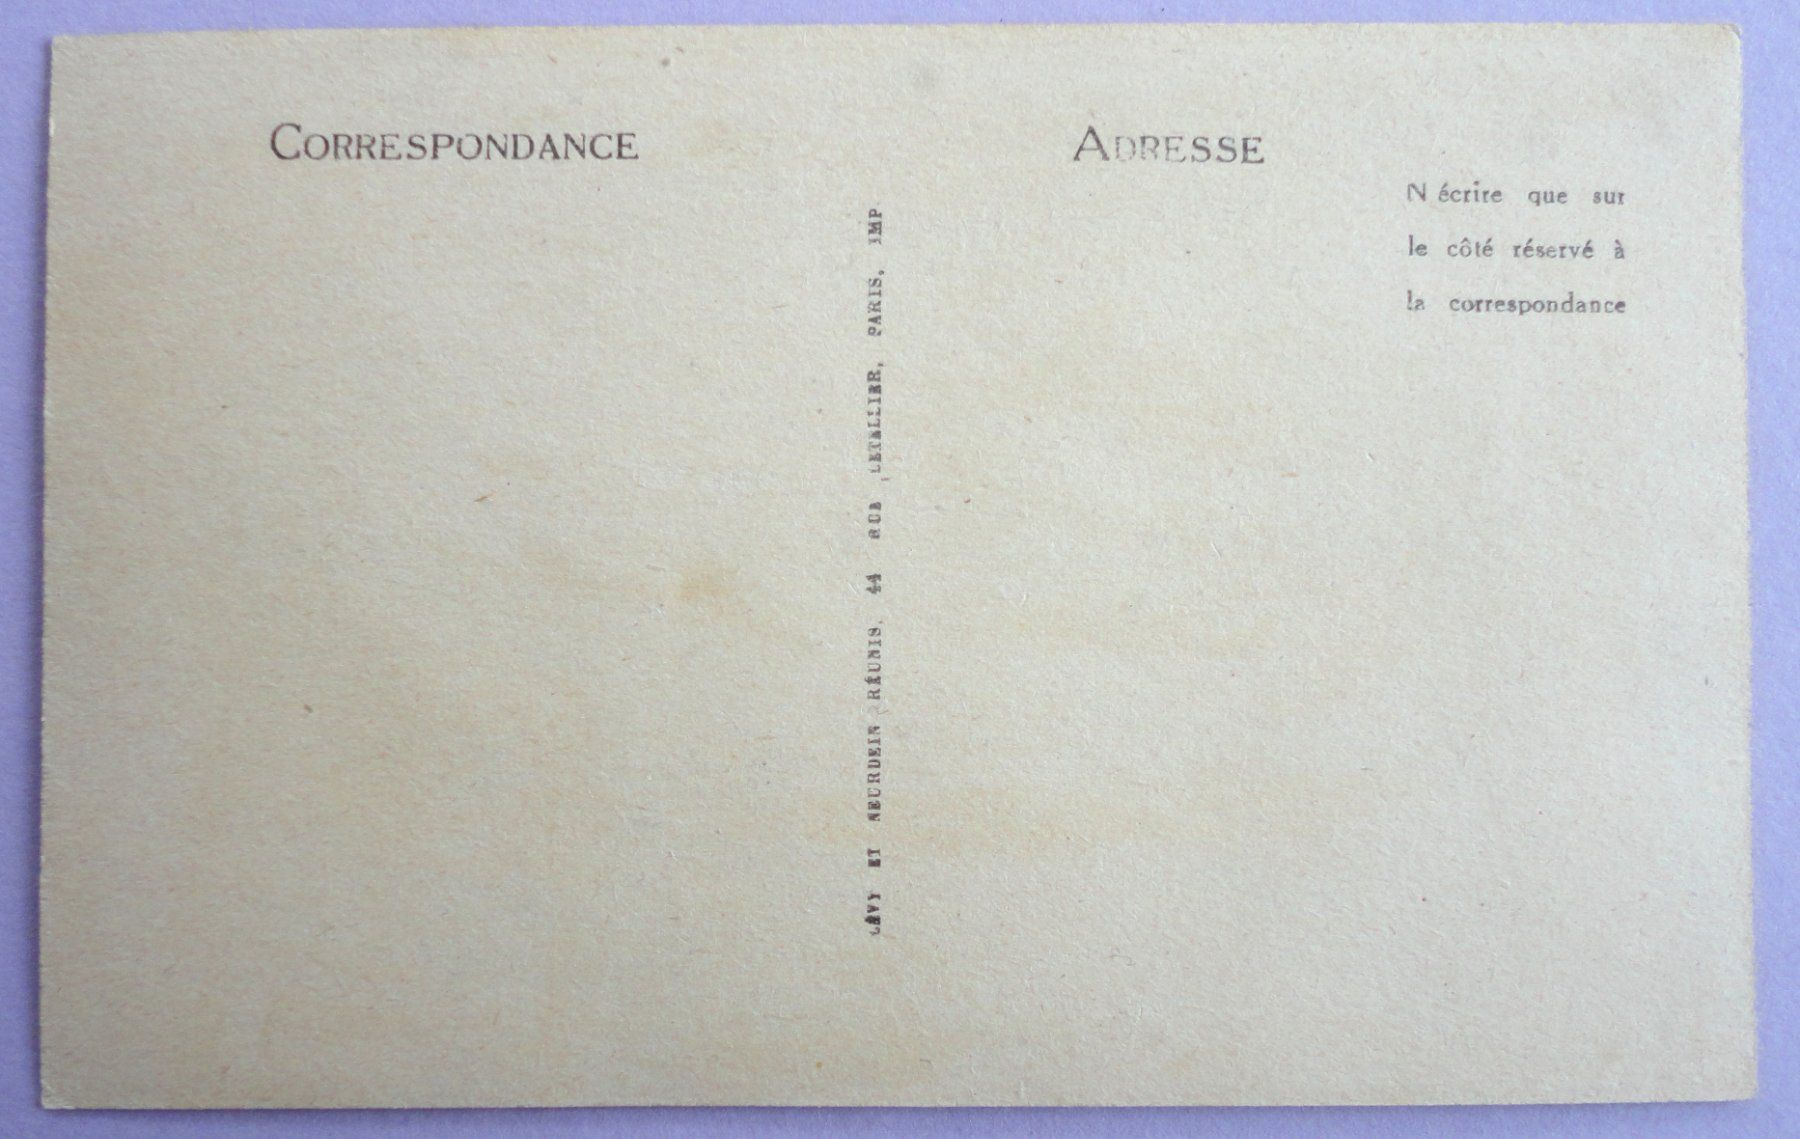 CORRESPONDANCE
ADRESSE
N écrire que sur
le côté réservé à
la correspondance
LÉVY ET NEURDEIN RÉUNIS, 44 RUE LETELLIER, PARIS, IMP